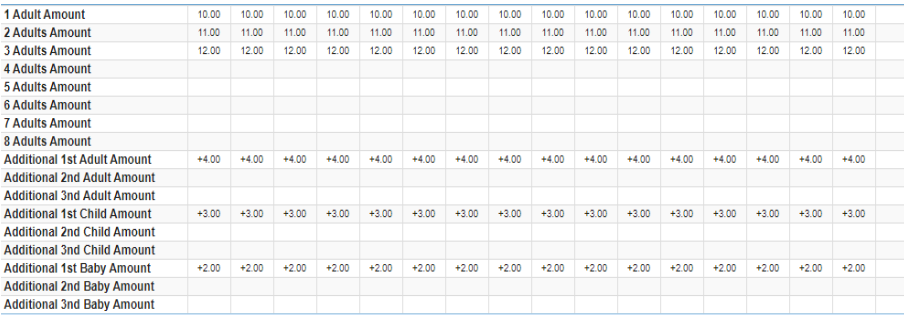 1 Adult Amount 10.00 10.00 10.00 10.00 10.00 10.00 10.00 10.00 10.00 10.00 10.00 10.00 10.00 10.00 10.00 10.00
2 Adults Amount 11.00 11.00 11.00 11.00 11.00 11.00 11.00 11.00 11.00 11.00 11.00 11.00 11.00 11.00 11.00 11.00
3 Adults Amount 12.00 12.00 12.00 12.00 12.00 12.00 12.00 12.00 12.00 12.00 12.00 12.00 12.00 12.00 12.00 12.00
4 Adults Amount
5 Adults Amount
6 Adults Amount
7 Adults Amount
8 Adults Amount
Additional 1st Adult Amount +4.00 +4.00 +4.00 +4.00 +4.00 +4.00 +4.00 +4.00 +4.00 +4.00 +4.00 +4.00 +4.00 +4.00 +4.00 +4.00
Additional 2nd Adult Amount
Additional 3rd Adult Amount
Additional 1st Child Amount +3.00 +3.00 +3.00 +3.00 +3.00 +3.00 +3.00 +3.00 +3.00 +3.00 +3.00 +3.00 +3.00 +3.00 +3.00 +3.00
Additional 2nd Child Amount
Additional 3rd Child Amount
Additional 1st Baby Amount +2.00 +2.00 +2.00 +2.00 +2.00 +2.00 +2.00 +2.00 +2.00 +2.00 +2.00 +2.00 +2.00 +2.00 +2.00 +2.00
Additional 2nd Baby Amount
Additional 3nd Baby Amount